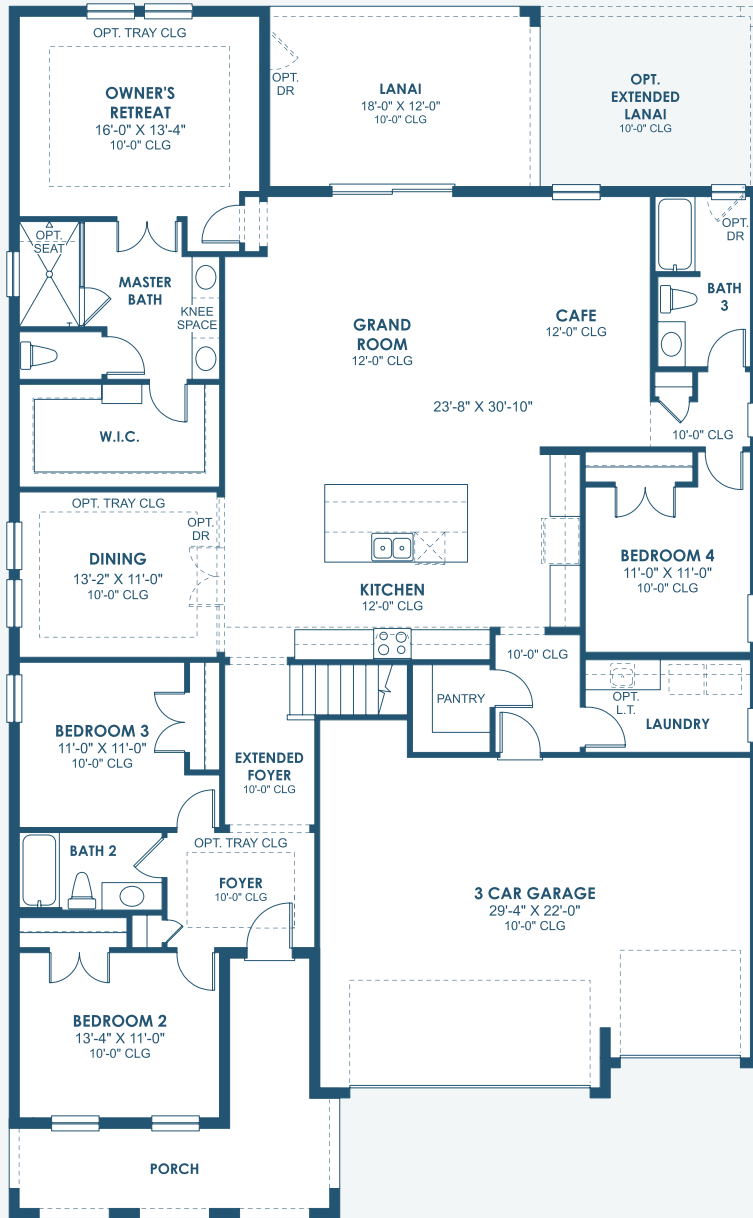 OPT. TRAY CLG
OWNER'S
RETREAT
16'-0" X 13'-4"
10'-0" CLG
OPT.
DR
LANAI
18'-0" X 12'-0"
10'-0" CLG
OPT.
EXTENDED
LANAI
10'-0" CLG
OPT.
SEAT
MASTER
BATH
KNEE
SPACE
GRAND
ROOM
12'-0" CLG
CAFE
12'-0" CLG
OPT.
DR
BATH
3
23'-8" X 30'-10"
W.I.C.
10'-0" CLG
OPT. TRAY CLG
OPT.
DR
DINING
13'-2" X 11'-0"
10'-0" CLG
KITCHEN
12'-0" CLG
BEDROOM 4
11'-0" X 11'-0"
10'-0" CLG
10'-0" CLG
PANTRY
OPT.
L.T.
LAUNDRY
BEDROOM 3
11'-0" X 11'-0"
10'-0" CLG
EXTENDED
FOYER
10'-0" CLG
BATH 2
OPT. TRAY CLG
FOYER
10'-0" CLG
3 CAR GARAGE
29'-4" X 22'-0"
10'-0" CLG
BEDROOM 2
13'-4" X 11'-0"
10'-0" CLG
PORCH